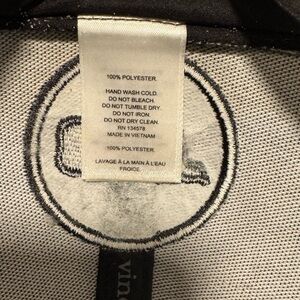 100% POLYESTER.
HAND WASH COLD.
DO NOT BLEACH.
DO NOT TUMBLE DRY.
DO NOT IRON.
DO NOT DRY CLEAN.
RN 134578
MADE IN VIETNAM
100% POLYESTER.
LAVAGE À LA MAIN À L'EAU
FROIDE.
vine